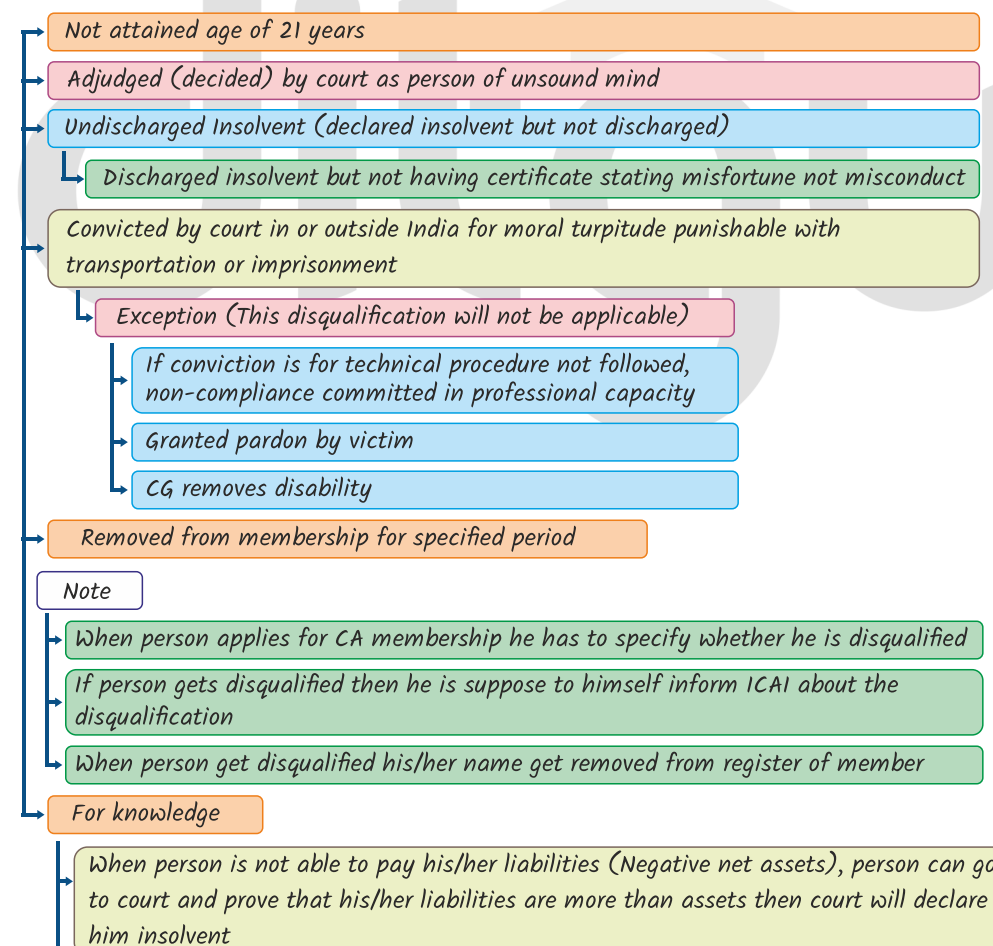 Not attained age of 21 years
Adjudged (decided) by court as person of unsound mind
Undischarged Insolvent (declared insolvent but not discharged)
Discharged insolvent but not having certificate stating misfortune not misconduct
Convicted by court in or outside India for moral turpitude punishable with
transportation or imprisonment
Exception (This disqualification will not be applicable)
If conviction is for technical procedure not followed,
non-compliance committed in professional capacity
Granted pardon by victim
CG removes disability
Removed from membership for specified period
Note
When person applies for CA membership he has to specify whether he is disqualified
If person gets disqualified then he is suppose to himself inform ICAI about the
disqualification
When person get disqualified his/her name get removed from register of member
For knowledge
When person is not able to pay his/her liabilities (Negative net assets), person can go
to court and prove that his/her liabilities are more than assets then court will declare
him insolvent